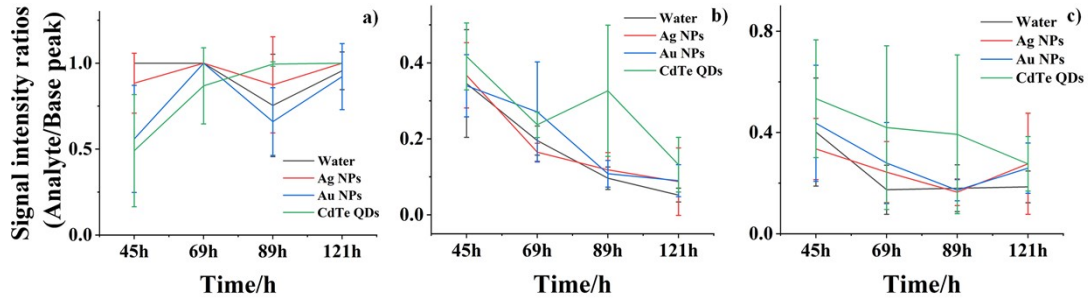 Signal intensity ratios
(Analyte/Base peak)
a)
1.0
0.5
0.0
Water
Ag NPs
Au NPs
CdTe QDs
45h 69h 89h 121h
Time/h
b)
0.4
0.2
0.0
Water
Ag NPs
Au NPs
CdTe QDs
45h 69h 89h 121h
Time/h
c)
0.8
0.4
0.0
Water
Ag NPs
Au NPs
CdTe QDs
45h 69h 89h 121h
Time/h